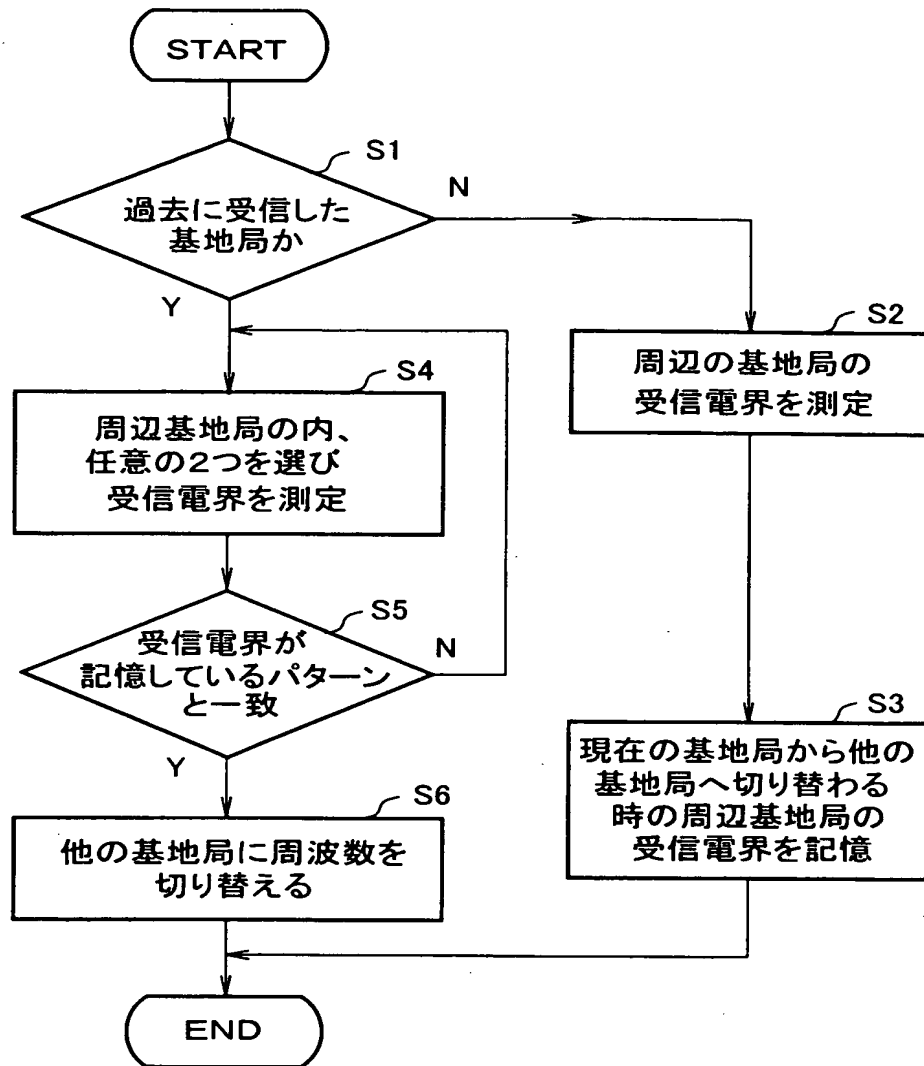 START
S1
過去に受信した
基地局か
N
Y
S2
周辺の基地局の
受信電界を測定
S4
周辺基地局の内、
任意の2つを選び
受信電界を測定
S5
受信電界が
記憶しているパターン
と一致
N
Y
S3
現在の基地局から他の
基地局へ切り替わる
時の周辺基地局の
受信電界を記憶
S6
他の基地局に周波数を
切り替える
END